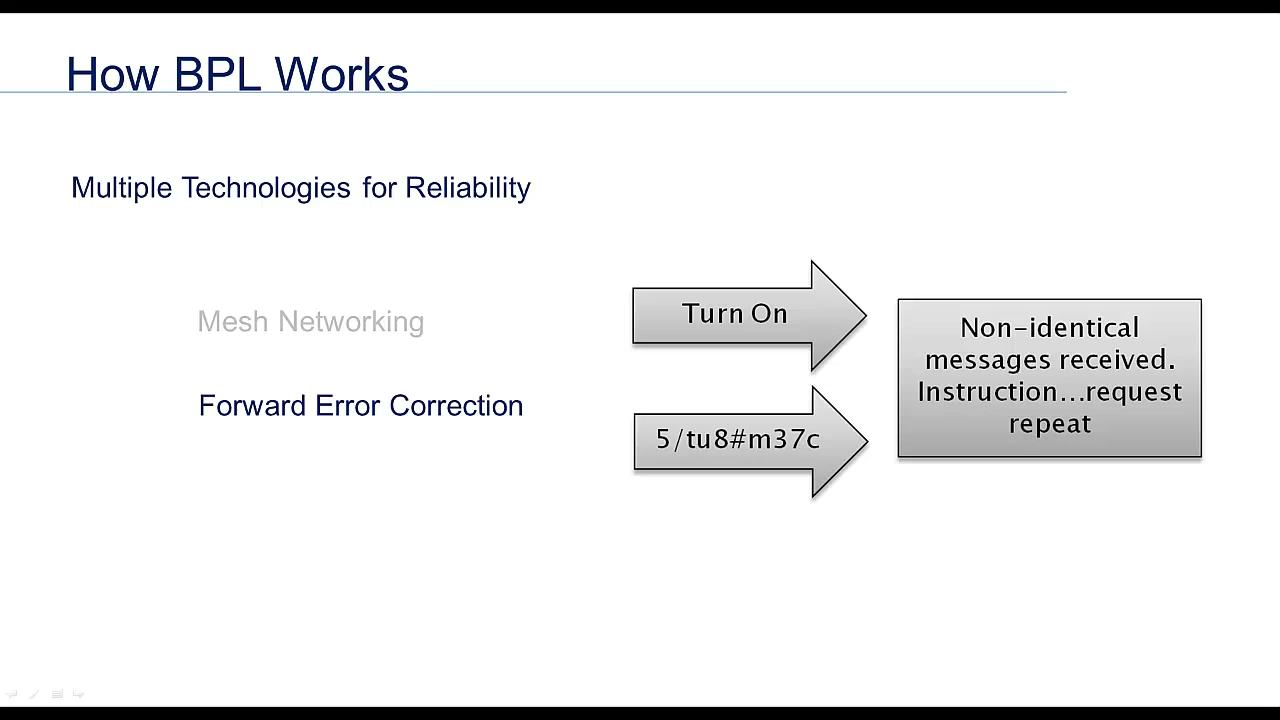 How BPL Works
Multiple Technologies for Reliability
Mesh Networking
Forward Error Correction
Turn On
5/tu8#m37c
Non-identical
messages received.
Instruction...request
repeat